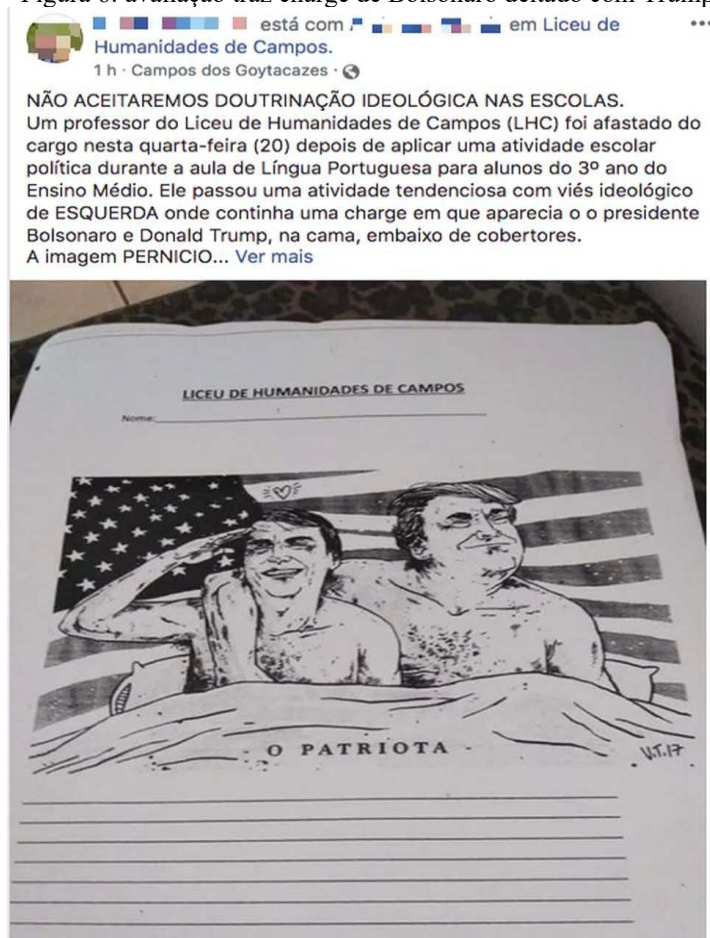 avaliação traz charge de Bolsonaro deitado com Trump
está com em Liceu de
Humanidades de Campos.
1 h · Campos dos Goytacazes ·
NÃO ACEITAREMOS DOUTRINAÇÃO IDEOLÓGICA NAS ESCOLAS.
Um professor do Liceu de Humanidades de Campos (LHC) foi afastado do
cargo nesta quarta-feira (20) depois de aplicar uma atividade escolar
política durante a aula de Língua Portuguesa para alunos do 3º ano do
Ensino Médio. Ele passou uma atividade tendenciosa com viés ideológico
de ESQUERDA onde continha uma charge em que aparecia o o presidente
Bolsonaro e Donald Trump, na cama, embaixo de cobertores.
A imagem PERNICIO... Ver mais
LICEU DE HUMANIDADES DE CAMPOS
Nome:
- O PATRIOTA -
V.T.17